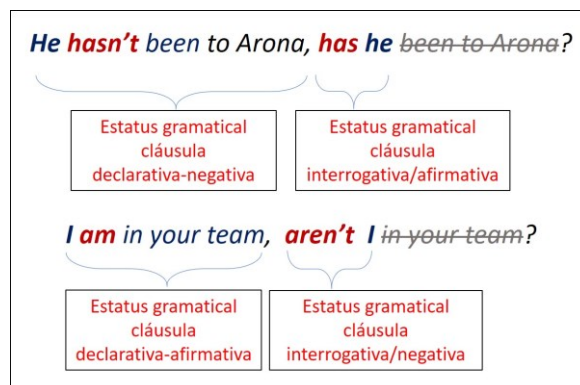 He hasn't been to Arona, has he been to Arona?
Estatus gramatical
cláusula
declarativa-negativa
Estatus gramatical
cláusula
interrogativa/afirmativa
I am in your team, aren't I in your team?
Estatus gramatical
cláusula
declarativa-afirmativa
Estatus gramatical
cláusula
interrogativa/negativa